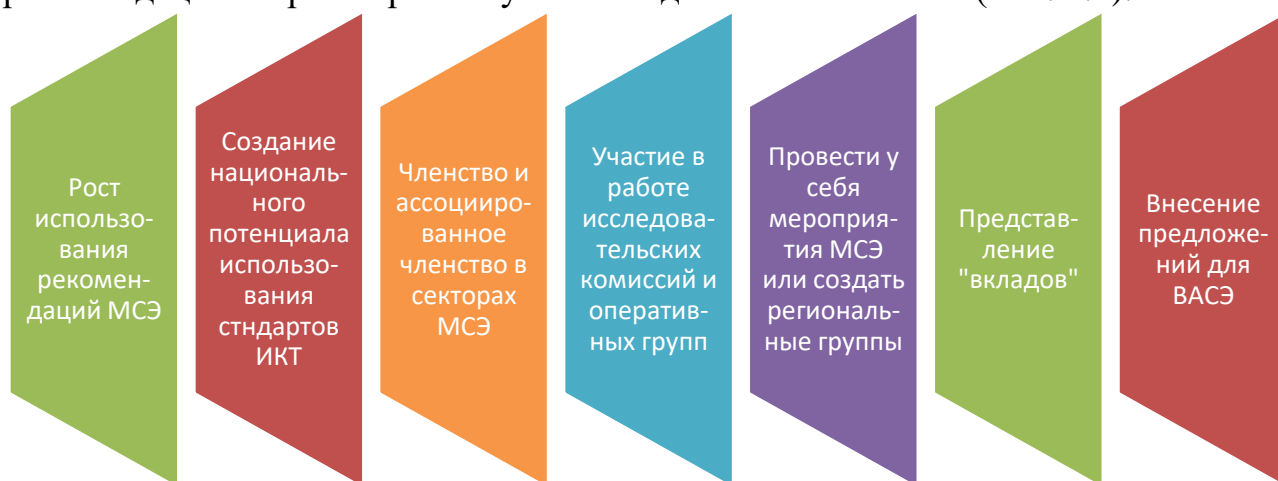 Рост
использо-
вания
рекомен-
даций МСЭ
Создание
националь-
ного
потенциала
использо-
вания
стндартов
ИКТ
Членство и
ассоцииро-
ванное
членство в
секторах
МСЭ
Участие в
работе
исследова-
тельских
комиссий и
оператив-
ных групп
Провести у
себя
мероприя-
тия МСЭ
или создать
региональ-
ные группы
Представ-
ление
"вкладов"
Внесение
предложе-
ний для
ВАСЭ